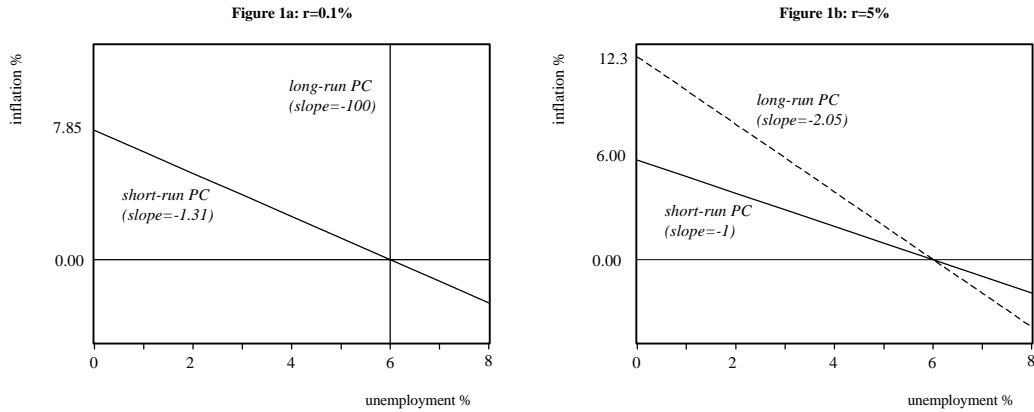 Figure 1a: r=0.1%
inflation %
7.85
0.00
long-run PC
(slope=-100)
short-run PC
(slope=-1.31)
0
2
4
6
8
unemployment %
Figure 1b: r=5%
inflation %
12.3
6.00
0.00
long-run PC
(slope=-2.05)
short-run PC
(slope=-1)
0
2
4
6
8
unemployment %